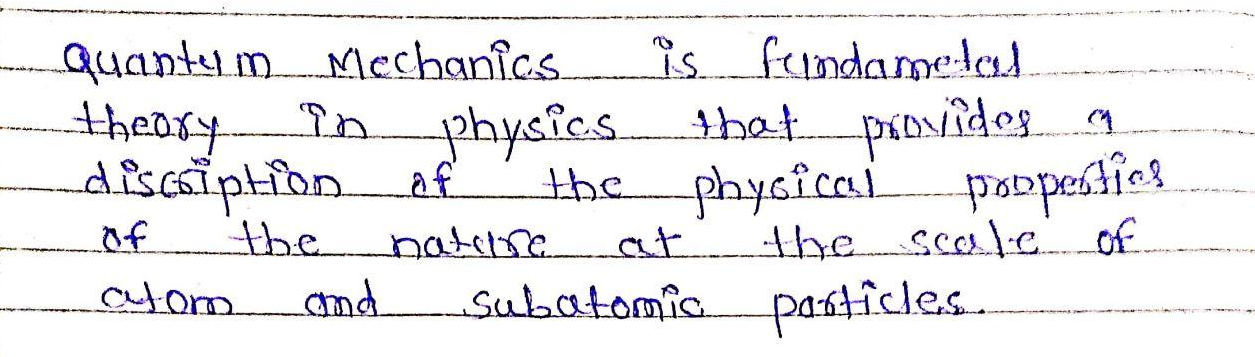 Quantum Mechanics is fundametal
theory in physics that provides a
discription of the physical properties
of the nature at the scale of
atom and subatomic particles.